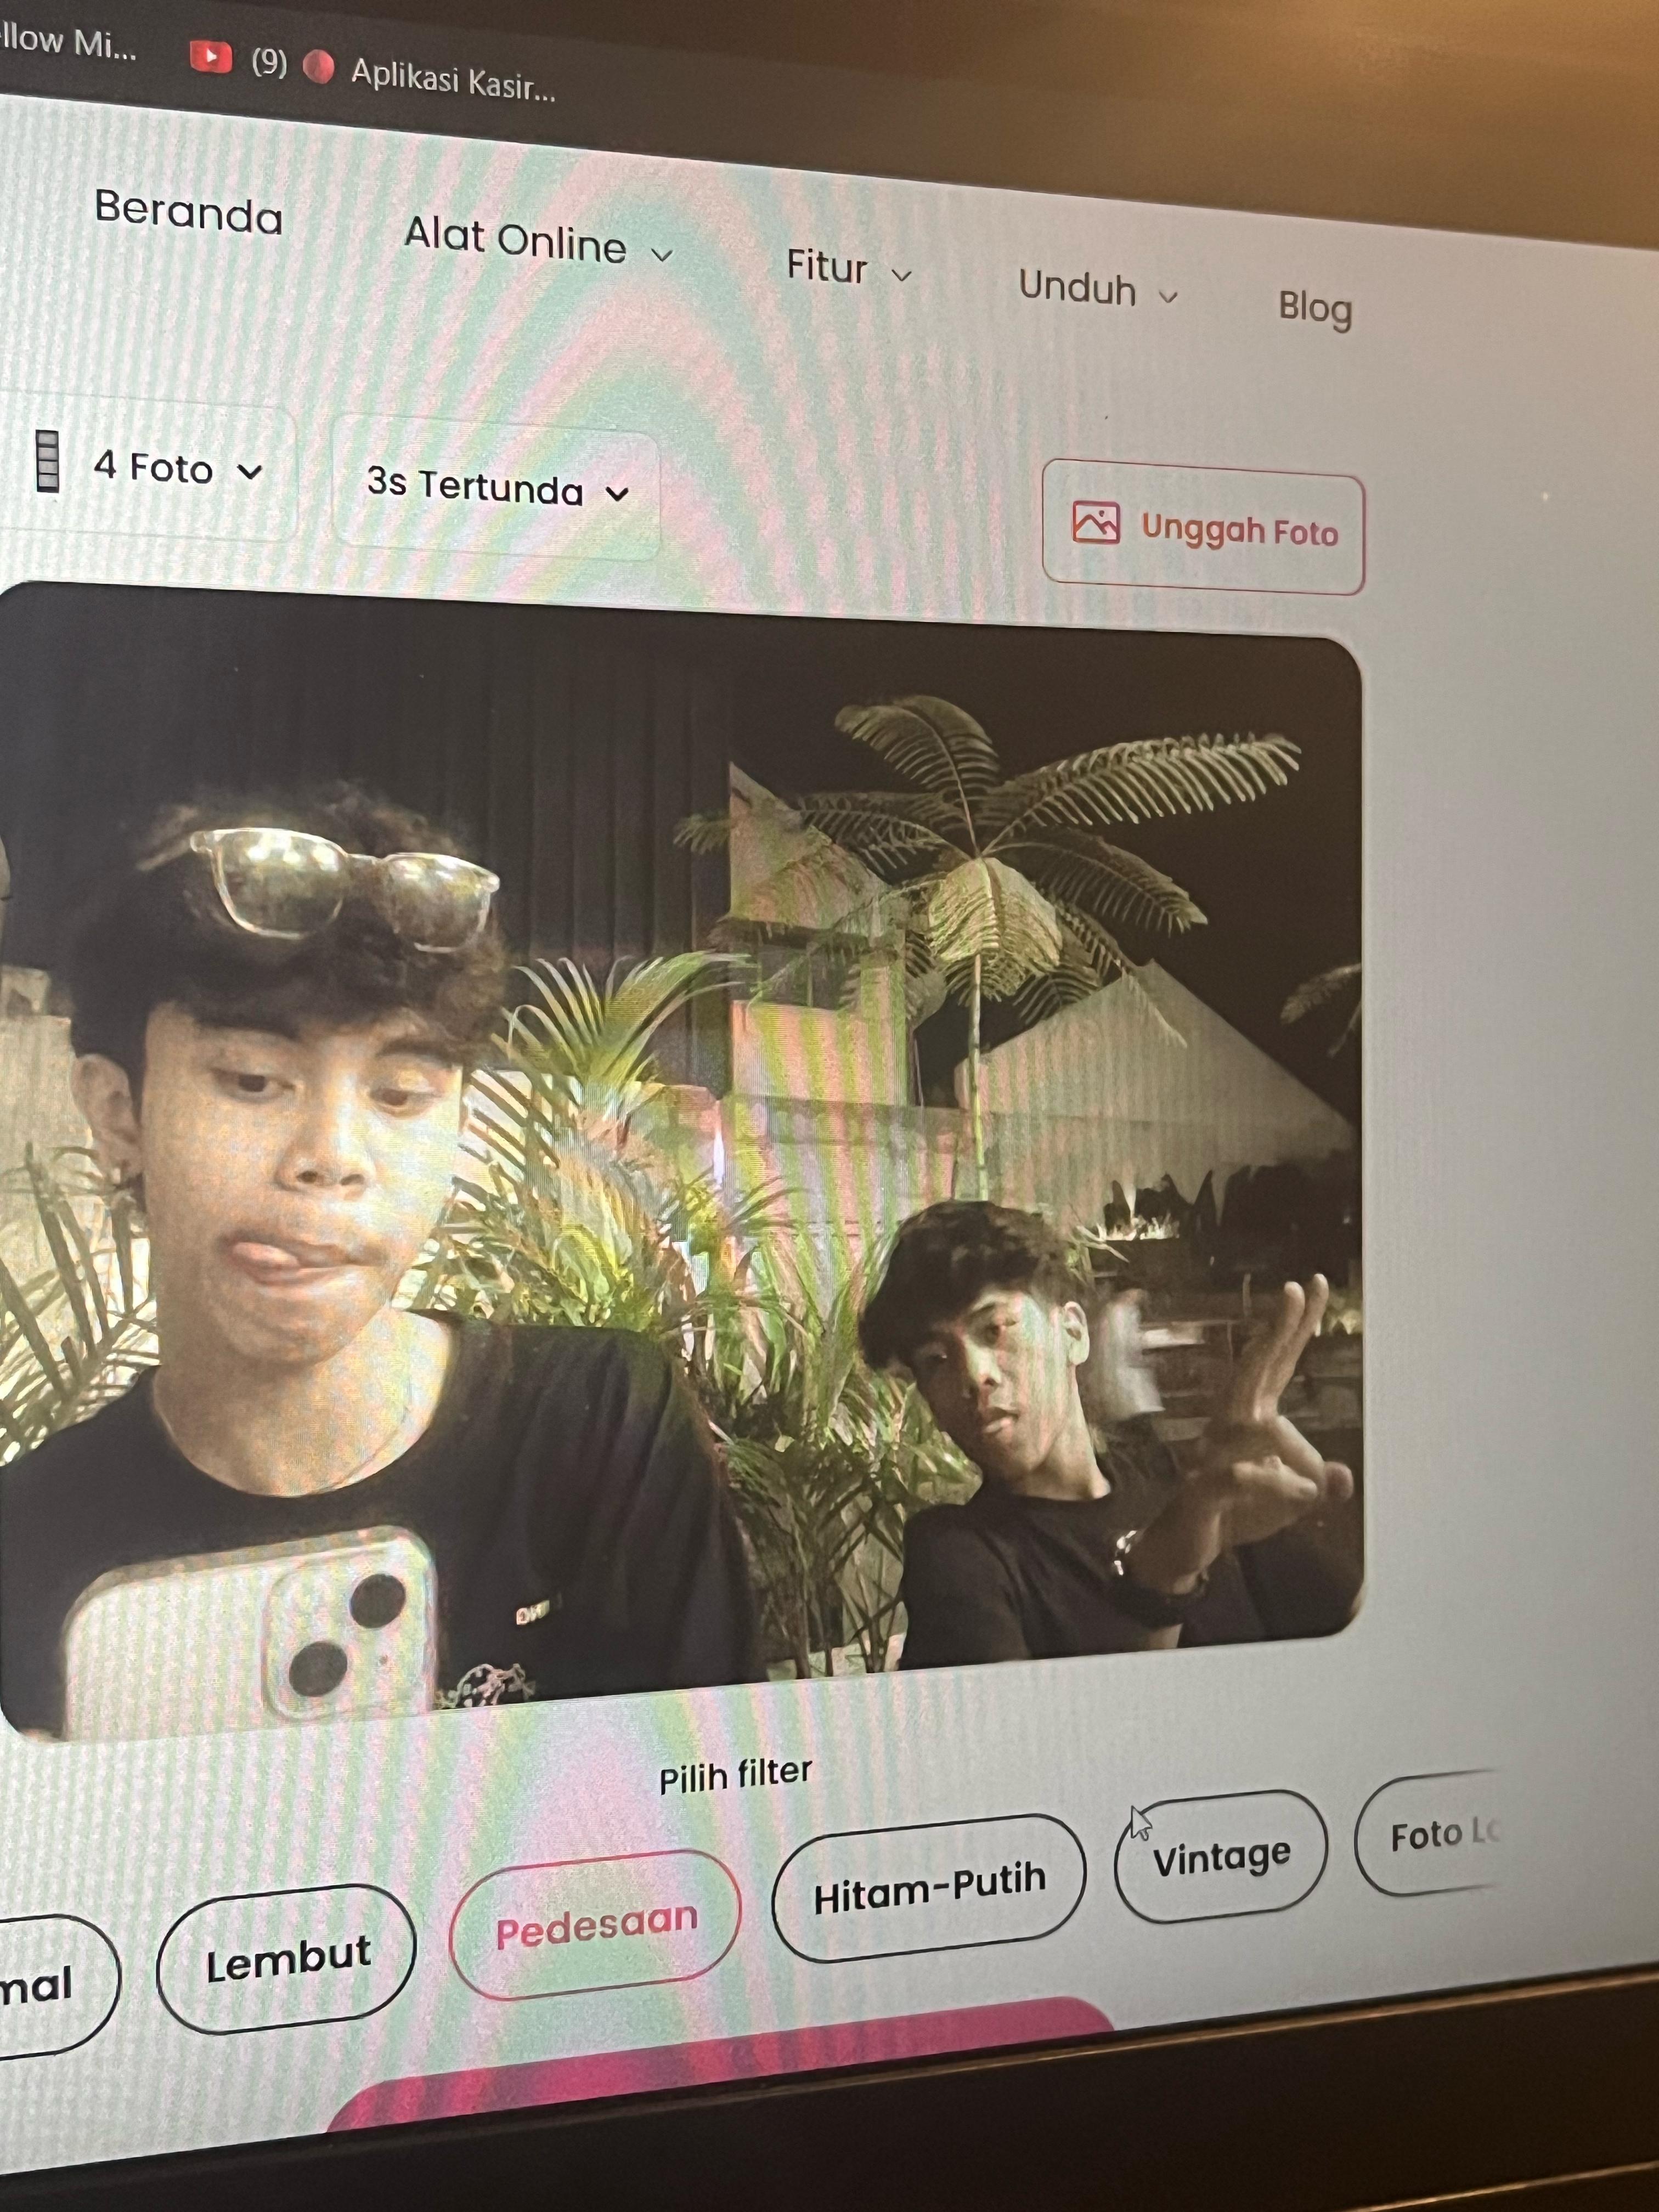 llow Mi... (9) Aplikasi Kasir...
Beranda Alat Online Fitur Unduh Blog
4 Foto 3s Tertunda Unggah Foto
Pilih filter
mal Lembut Pedesaan Hitam-Putih Vintage Foto Lo